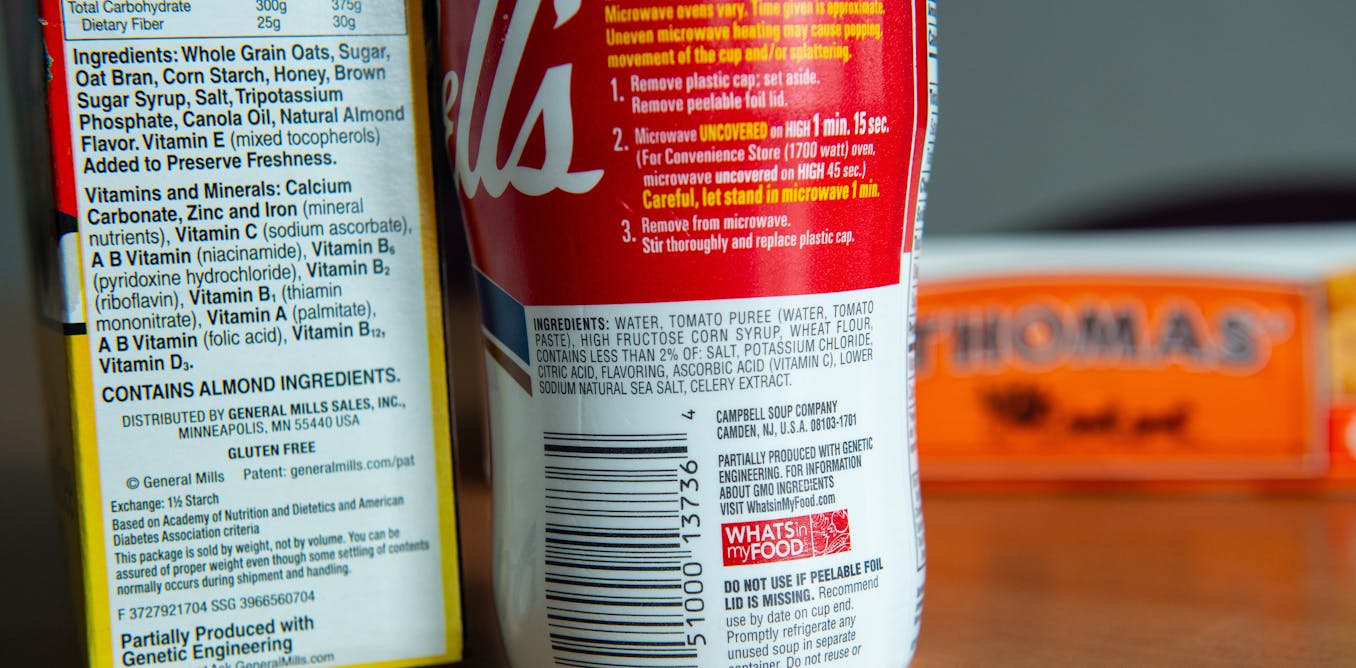 Total Carbohydrate 300g 375g
Dietary Fiber 25g 30g
Ingredients: Whole Grain Oats, Sugar,
Oat Bran, Corn Starch, Honey, Brown
Sugar Syrup, Salt, Tripotassium
Phosphate, Canola Oil, Natural Almond
Flavor. Vitamin E (mixed tocopherols)
Added to Preserve Freshness.
Vitamins and Minerals: Calcium
Carbonate, Zinc and Iron (mineral
nutrients), Vitamin C (sodium ascorbate),
A B Vitamin (niacinamide), Vitamin B₆
(pyridoxine hydrochloride), Vitamin B₂
(riboflavin), Vitamin B₁ (thiamin
mononitrate), Vitamin A (palmitate),
A B Vitamin (folic acid), Vitamin B₁₂,
Vitamin D₃.
CONTAINS ALMOND INGREDIENTS.
DISTRIBUTED BY GENERAL MILLS SALES, INC.,
MINNEAPOLIS, MN 55440 USA
GLUTEN FREE
© General Mills Patent: generalmills.com/pat
Exchange: 1½ Starch
Based on Academy of Nutrition and Dietetics and American
Diabetes Association criteria
This package is sold by weight, not by volume. You can be
assured of proper weight even though some settling of contents
normally occurs during shipment and handling.
F 3727921704 SSG 3966560704
Partially Produced with
Genetic Engineering
Ask.GeneralMills.com
ell's
Microwave ovens vary. Time given is approximate.
Uneven microwave heating may cause popping,
movement of the cup and/or splattering.
1. Remove plastic cap; set aside.
Remove peelable foil lid.
2. Microwave UNCOVERED on HIGH 1 min. 15 sec.
(For Convenience Store (1700 watt) oven,
microwave uncovered on HIGH 45 sec.)
Careful, let stand in microwave 1 min.
3. Remove from microwave.
Stir thoroughly and replace plastic cap.
INGREDIENTS: WATER, TOMATO PUREE (WATER, TOMATO
PASTE), HIGH FRUCTOSE CORN SYRUP, WHEAT FLOUR,
CONTAINS LESS THAN 2% OF: SALT, POTASSIUM CHLORIDE,
CITRIC ACID, FLAVORING, ASCORBIC ACID (VITAMIN C), LOWER
SODIUM NATURAL SEA SALT, CELERY EXTRACT.
51000 13736 4
CAMPBELL SOUP COMPANY
CAMDEN, NJ, U.S.A. 08103-1701
PARTIALLY PRODUCED WITH GENETIC
ENGINEERING. FOR INFORMATION
ABOUT GMO INGREDIENTS
VISIT WhatsinMyFood.com
WHATSin
myFOOD
DO NOT USE IF PEELABLE FOIL
LID IS MISSING. Recommend
use by date on cup end.
Promptly refrigerate any
unused soup in separate
container. Do not reuse or
THOMAS'